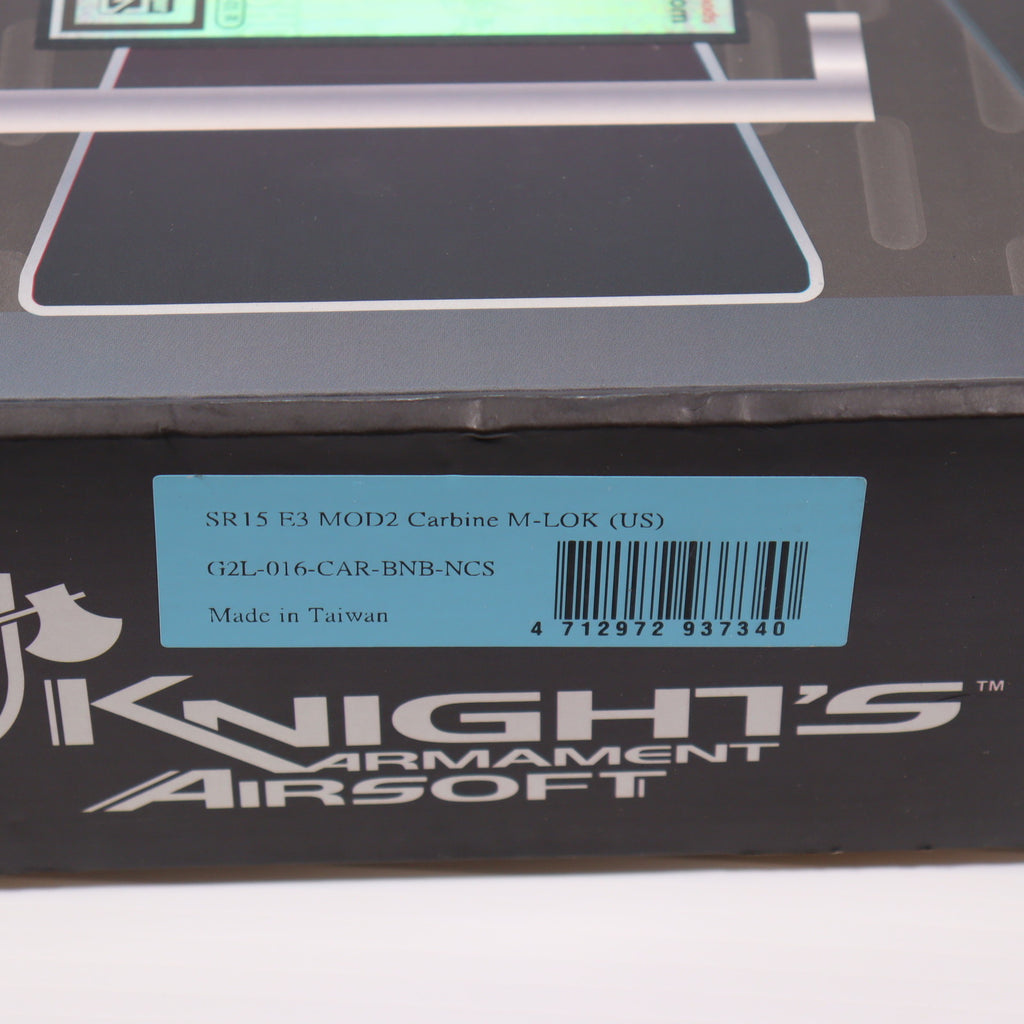 SR15 E3 MOD2 Carbine M-LOK (US)
G2L-016-CAR-BNB-NCS
Made in Taiwan
4 712972 937340
KNIGHT'S™
ARMAMENT
AIRSOFT